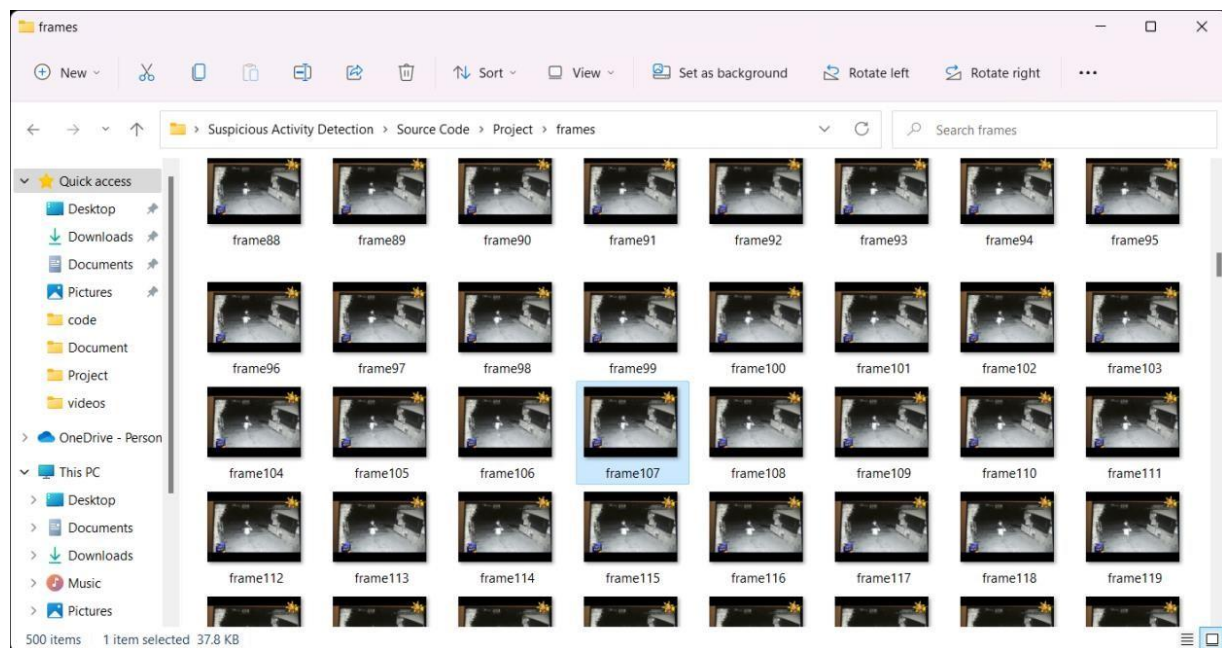 frames
New
Sort
View
Set as background
Rotate left
Rotate right
Suspicious Activity Detection > Source Code > Project > frames
Search frames
Quick access
Desktop
Downloads
Documents
Pictures
code
Document
Project
videos
OneDrive - Person
This PC
Desktop
Documents
Downloads
Music
Pictures
frame88 frame89 frame90 frame91 frame92 frame93 frame94 frame95
frame96 frame97 frame98 frame99 frame100 frame101 frame102 frame103
frame104 frame105 frame106 frame107 frame108 frame109 frame110 frame111
frame112 frame113 frame114 frame115 frame116 frame117 frame118 frame119
500 items 1 item selected 37.8 KB